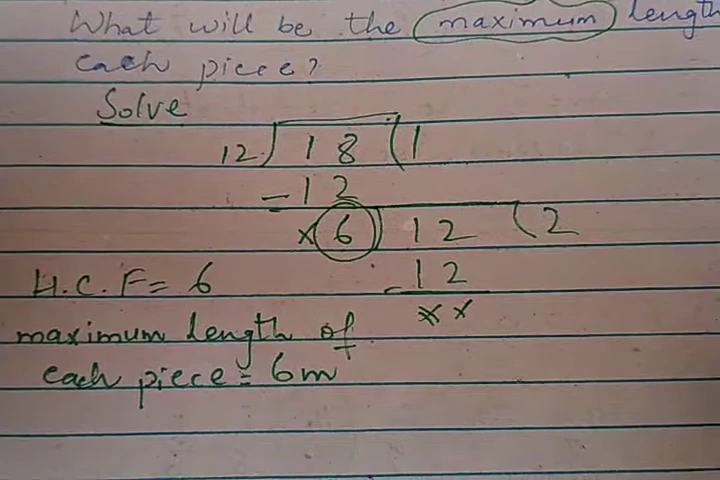 What will be the maximum length
each piece?
Solve
12) 18 (1
-12
×6) 12 (2
H.C.F= 6 -12
×× 
maximum length of
each piece= 6m